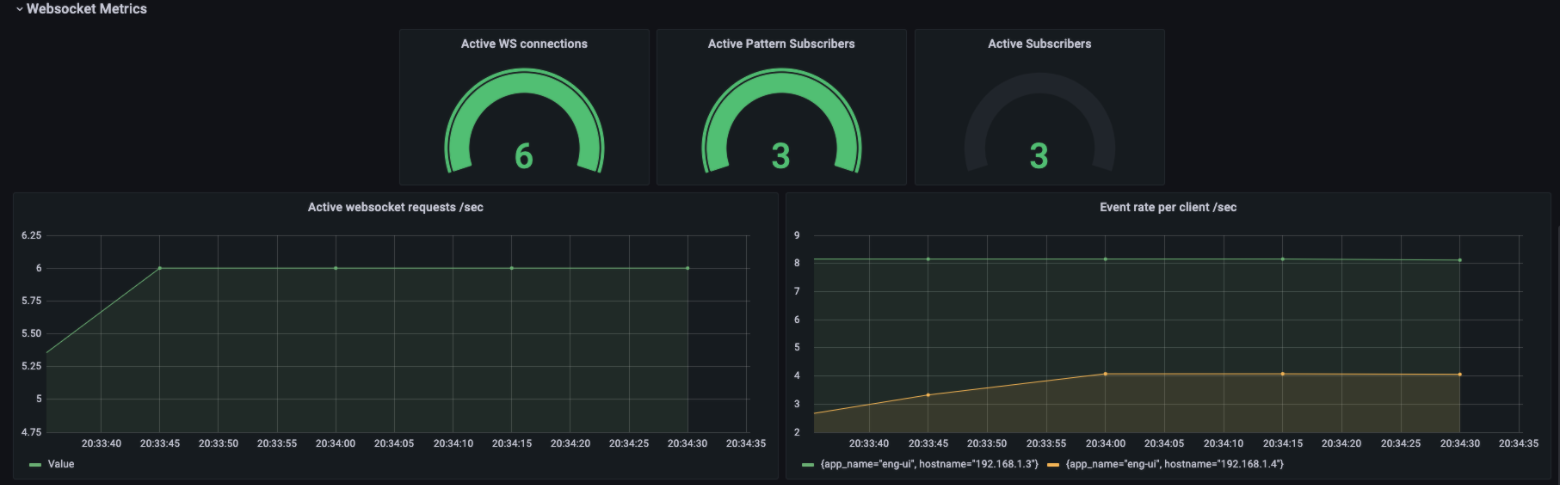 Websocket Metrics
Active WS connections
6
Active Pattern Subscribers
3
Active Subscribers
3
Active websocket requests /sec
6.25
6
5.75
5.50
5.25
5
4.75
20:33:40 20:33:45 20:33:50 20:33:55 20:34:00 20:34:05 20:34:10 20:34:15 20:34:20 20:34:25 20:34:30 20:34:35
Value
Event rate per client /sec
9
8
7
6
5
4
3
2
20:33:40 20:33:45 20:33:50 20:33:55 20:34:00 20:34:05 20:34:10 20:34:15 20:34:20 20:34:25 20:34:30 20:34:35
{app_name="eng-ui", hostname="192.168.1.3"} {app_name="eng-ui", hostname="192.168.1.4"}